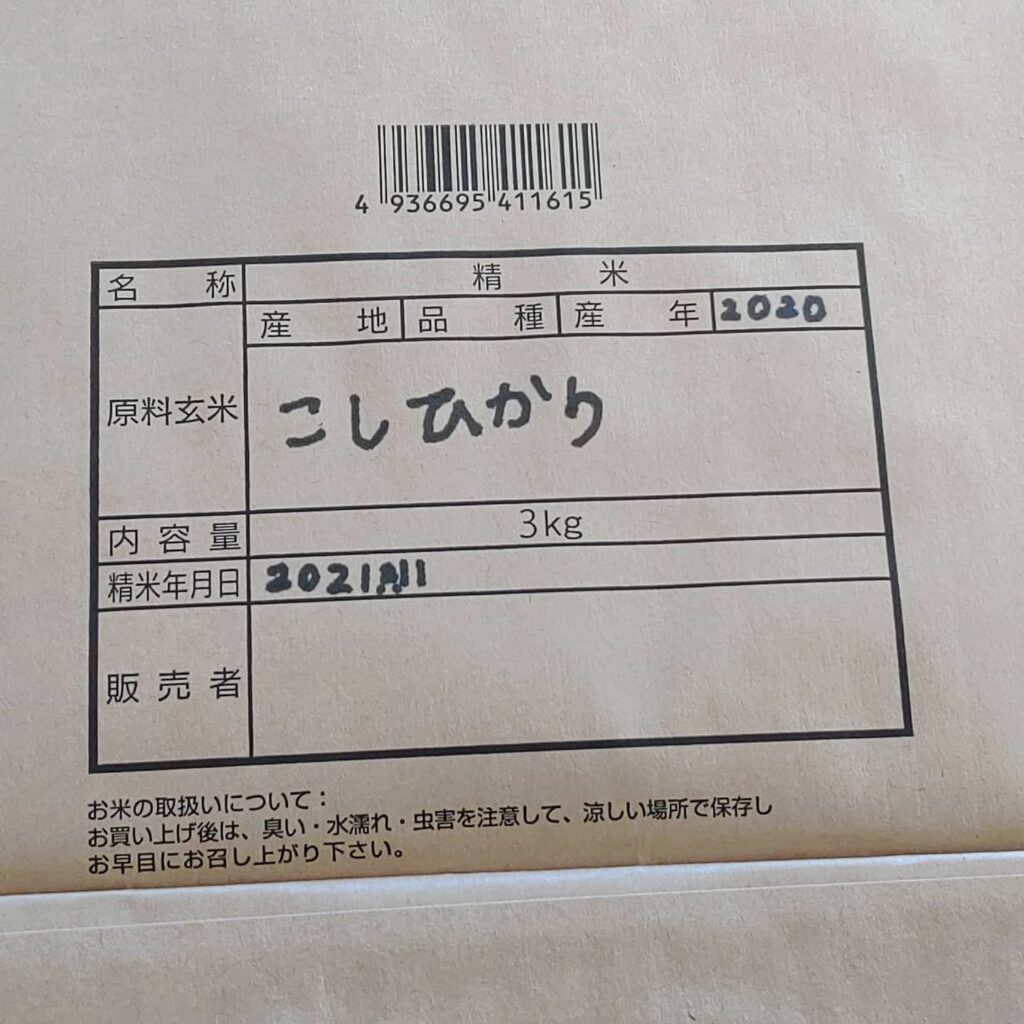 4 936695 411615
名称 精米
産地 品種 産年 2020
原料玄米 こしひかり
内容量 3kg
精米年月日
販売者
お米の取扱いについて：
お買い上げ後は、臭い・水濡れ・虫害を注意して、涼しい場所で保存し
お早目にお召し上がり下さい。